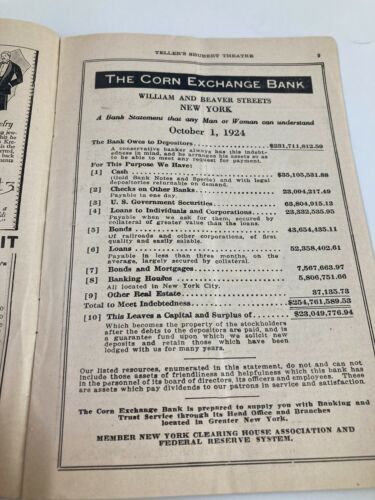 TELLER'S SHUBERT THEATRE 9
THE CORN EXCHANGE BANK
WILLIAM AND BEAVER STREETS
NEW YORK
A Bank Statement that any Man or Woman can understand
October 1, 1924
The Bank Owes to Depositors $231,711,812.59
A conservative banker always has this indebt-
edness in mind, and he arranges his assets so as
to be able to meet any request for payment.
For This Purpose We Have:
[1] Cash $35,105,531.88
(Gold Bank Notes and Specie) and with legal
depositories returnable on demand.
[2] Checks on Other Banks 23,094,217.49
Payable in one day.
[3] U. S. Government Securities 63,804,915.13
[4] Loans to Individuals and Corporations 23,332,535.95
Payable when we ask for them, secured by
collateral of greater value than the loans.
[5] Bonds 43,654,435.11
Of railroads and other corporations, of first
quality and easily salable.
[6] Loans 52,358,402.61
Payable in less than three months, on the
average, largely secured by collateral.
[7] Bonds and Mortgages 7,567,663.97
[8] Banking Houses 5,806,751.66
All located in New York City.
[9] Other Real Estate 37,135.73
Total to Meet Indebtedness $254,761,589.53
[10] This Leaves a Capital and Surplus of $23,049,776.94
Which becomes the property of the stockholders
after the debts to the depositors are paid, and is
a guarantee fund upon which we solicit new
deposits and retain those which have been
lodged with us for many years.
Our listed resources, enumerated in this statement, do not and can not
include those assets of friendliness and helpfulness which this bank has
in the personnel of its board of directors, its officers and employees. These
are assets which pay dividends to our patrons in service and satisfaction
The Corn Exchange Bank is prepared to supply you with Banking and
Trust Service through its Head Office and Branches
located in Greater New York.
MEMBER NEW YORK CLEARING HOUSE ASSOCIATION AND
FEDERAL RESERVE SYSTEM.